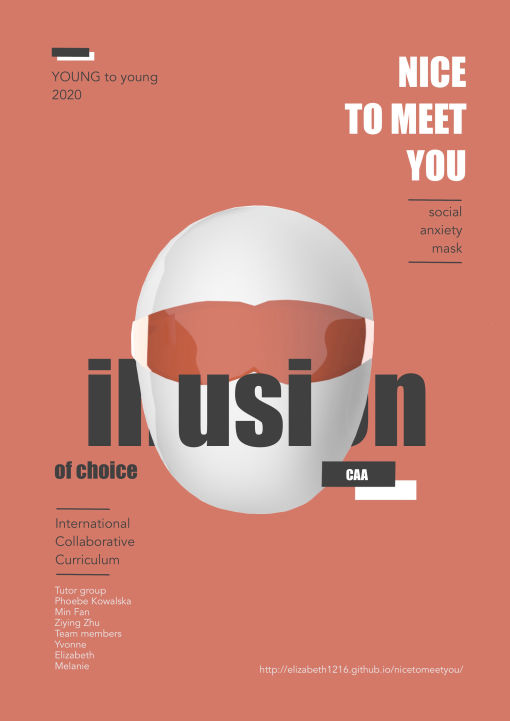 YOUNG to young
2020
NICE
TO MEET
YOU
social
anxiety
mask
illusion
of choice
CAA
International
Collaborative
Curriculum
Tutor group
Phoebe Kowalska
Min Fan
Ziying Zhu
Team members
Yvonne
Elizabeth
Melanie
http://elizabeth1216.github.io/nicetomeetyou/